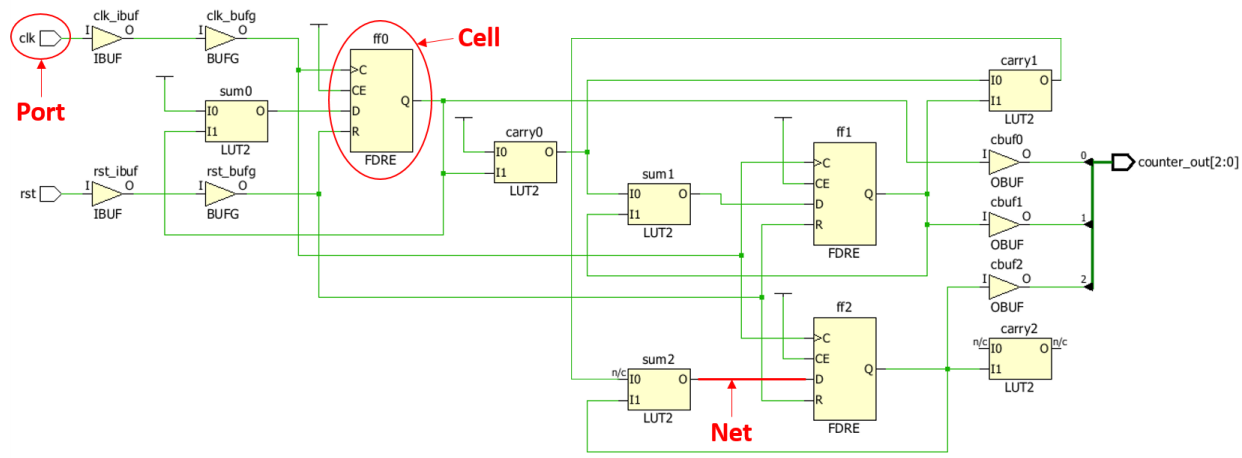 clk
I
clk_ibuf
O
IBUF
I
clk_bufg
O
BUFG
Port
ff0
C
CE
D
R
Q
FDRE
Cell
sum0
I0
I1
O
LUT2
rst
I
rst_ibuf
O
IBUF
I
rst_bufg
O
BUFG
carry0
I0
I1
O
LUT2
sum1
I0
I1
O
LUT2
ff1
C
CE
D
R
Q
FDRE
carry1
I0
I1
O
LUT2
cbuf0
I
O
OBUF
cbuf1
I
O
OBUF
cbuf2
I
O
OBUF
0
1
2
counter_out[2:0]
sum2
n/c
I0
I1
O
LUT2
Net
ff2
C
CE
D
R
Q
FDRE
carry2
n/c
I0
I1
O
n/c
LUT2